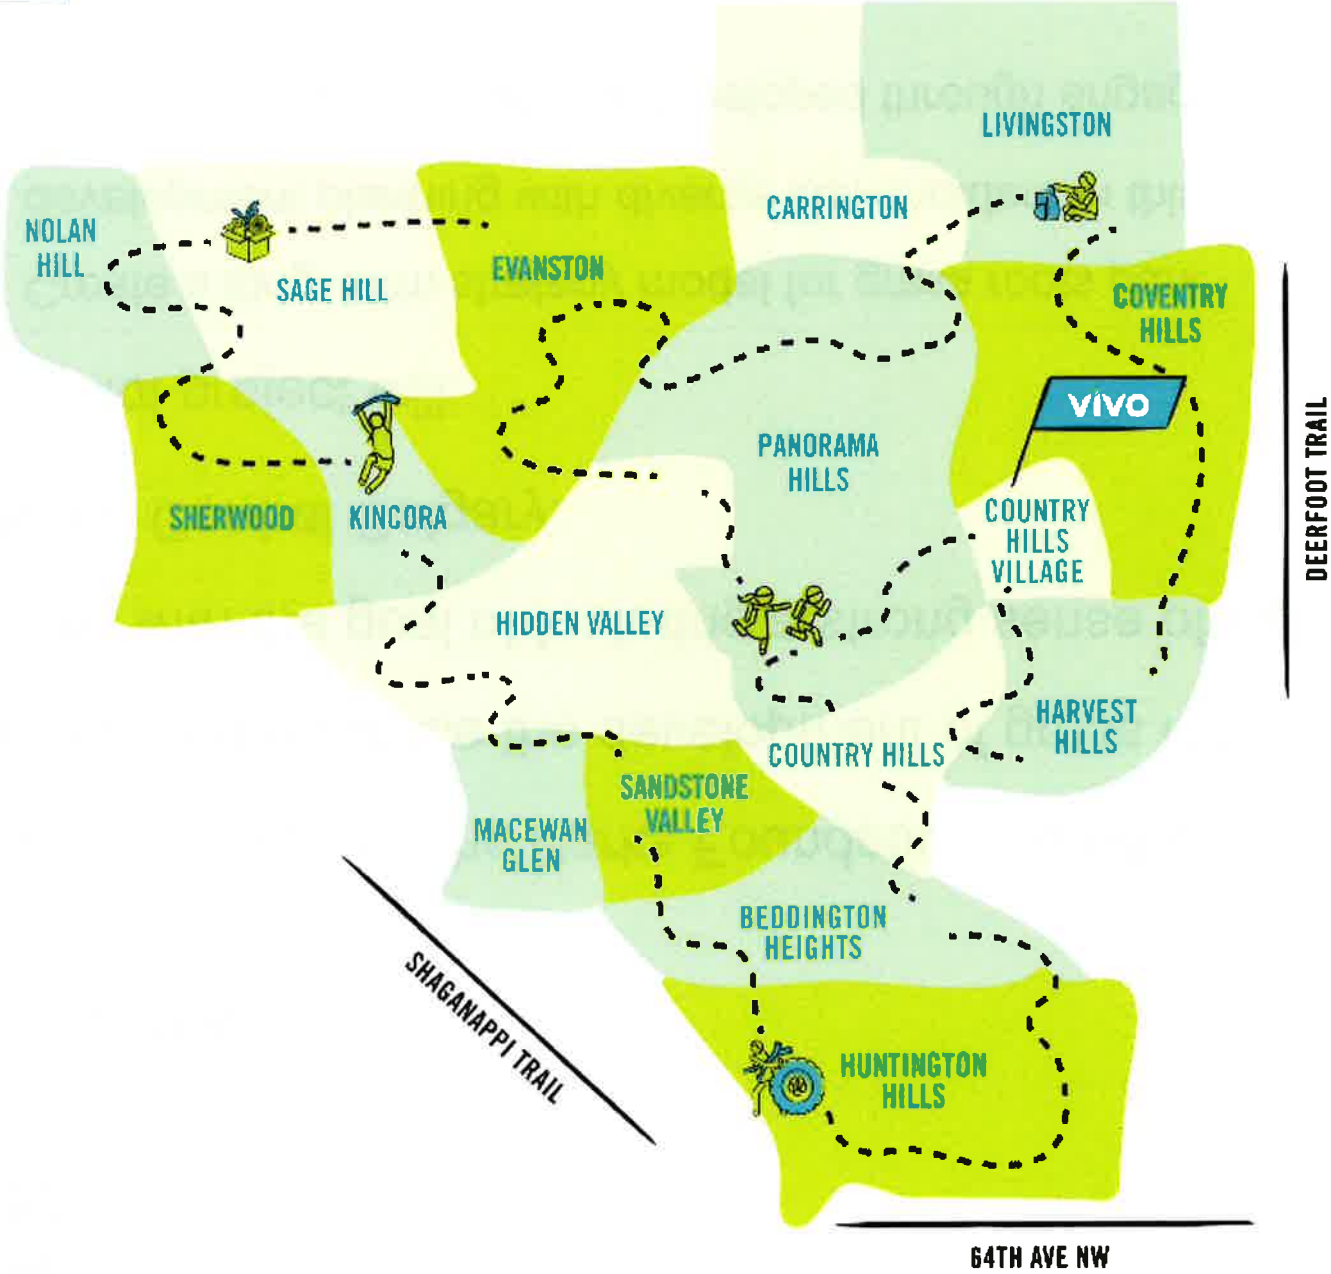 LIVINGSTON
CARRINGTON
NOLAN
HILL
SAGE HILL
EVANSTON
COVENTRY
HILLS
VIVO
PANORAMA
HILLS
DEERFOOT TRAIL
SHERWOOD
KINCORA
COUNTRY
HILLS
VILLAGE
HIDDEN VALLEY
HARVEST
HILLS
COUNTRY HILLS
SANDSTONE
VALLEY
MACEWAN
GLEN
BEDDINGTON
HEIGHTS
SHAGANAPPI TRAIL
HUNTINGTON
HILLS
64TH AVE NW